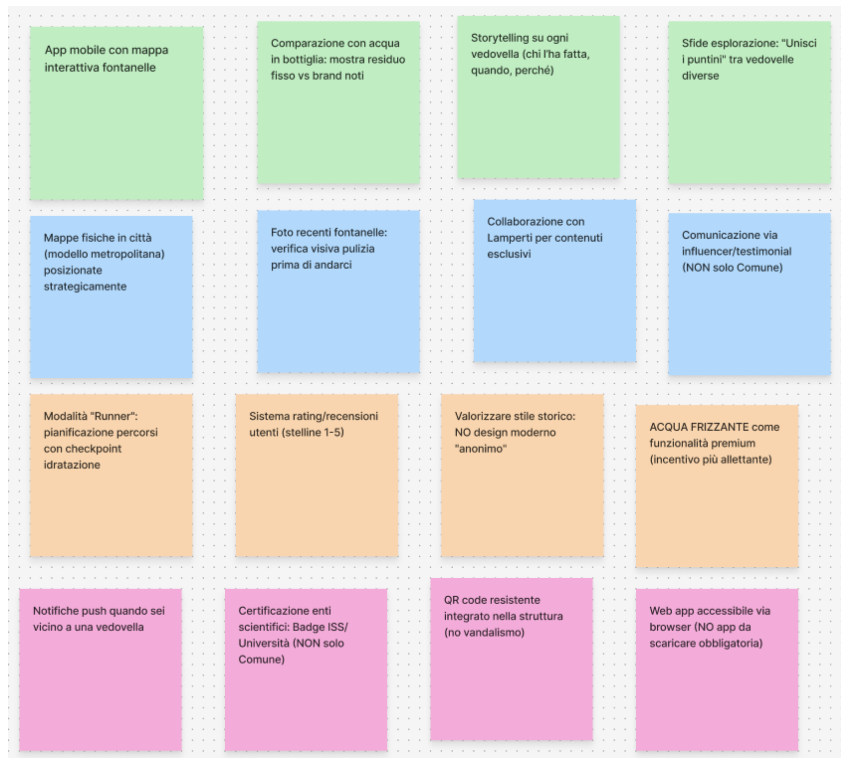 App mobile con mappa
interattiva fontanelle
Comparazione con acqua
in bottiglia: mostra residuo
fisso vs brand noti
Storytelling su ogni
vedovella (chi l'ha fatta,
quando, perché)
Sfide esplorazione: "Unisci
i puntini" tra vedovelle
diverse
Mappe fisiche in città
(modello metropolitana)
posizionate
strategicamente
Foto recenti fontanelle:
verifica visiva pulizia
prima di andarci
Collaborazione con
Lamperti per contenuti
esclusivi
Comunicazione via
influencer/testimonial
(NON solo Comune)
Modalità "Runner":
pianificazione percorsi
con checkpoint
idratazione
Sistema rating/recensioni
utenti (stelline 1-5)
Valorizzare stile storico:
NO design moderno
"anonimo"
ACQUA FRIZZANTE come
funzionalità premium
(incentivo più allettante)
Notifiche push quando sei
vicino a una vedovella
Certificazione enti
scientifici: Badge ISS/
Università (NON solo
Comune)
QR code resistente
integrato nella struttura
(no vandalismo)
Web app accessibile via
browser (NO app da
scaricare obbligatoria)